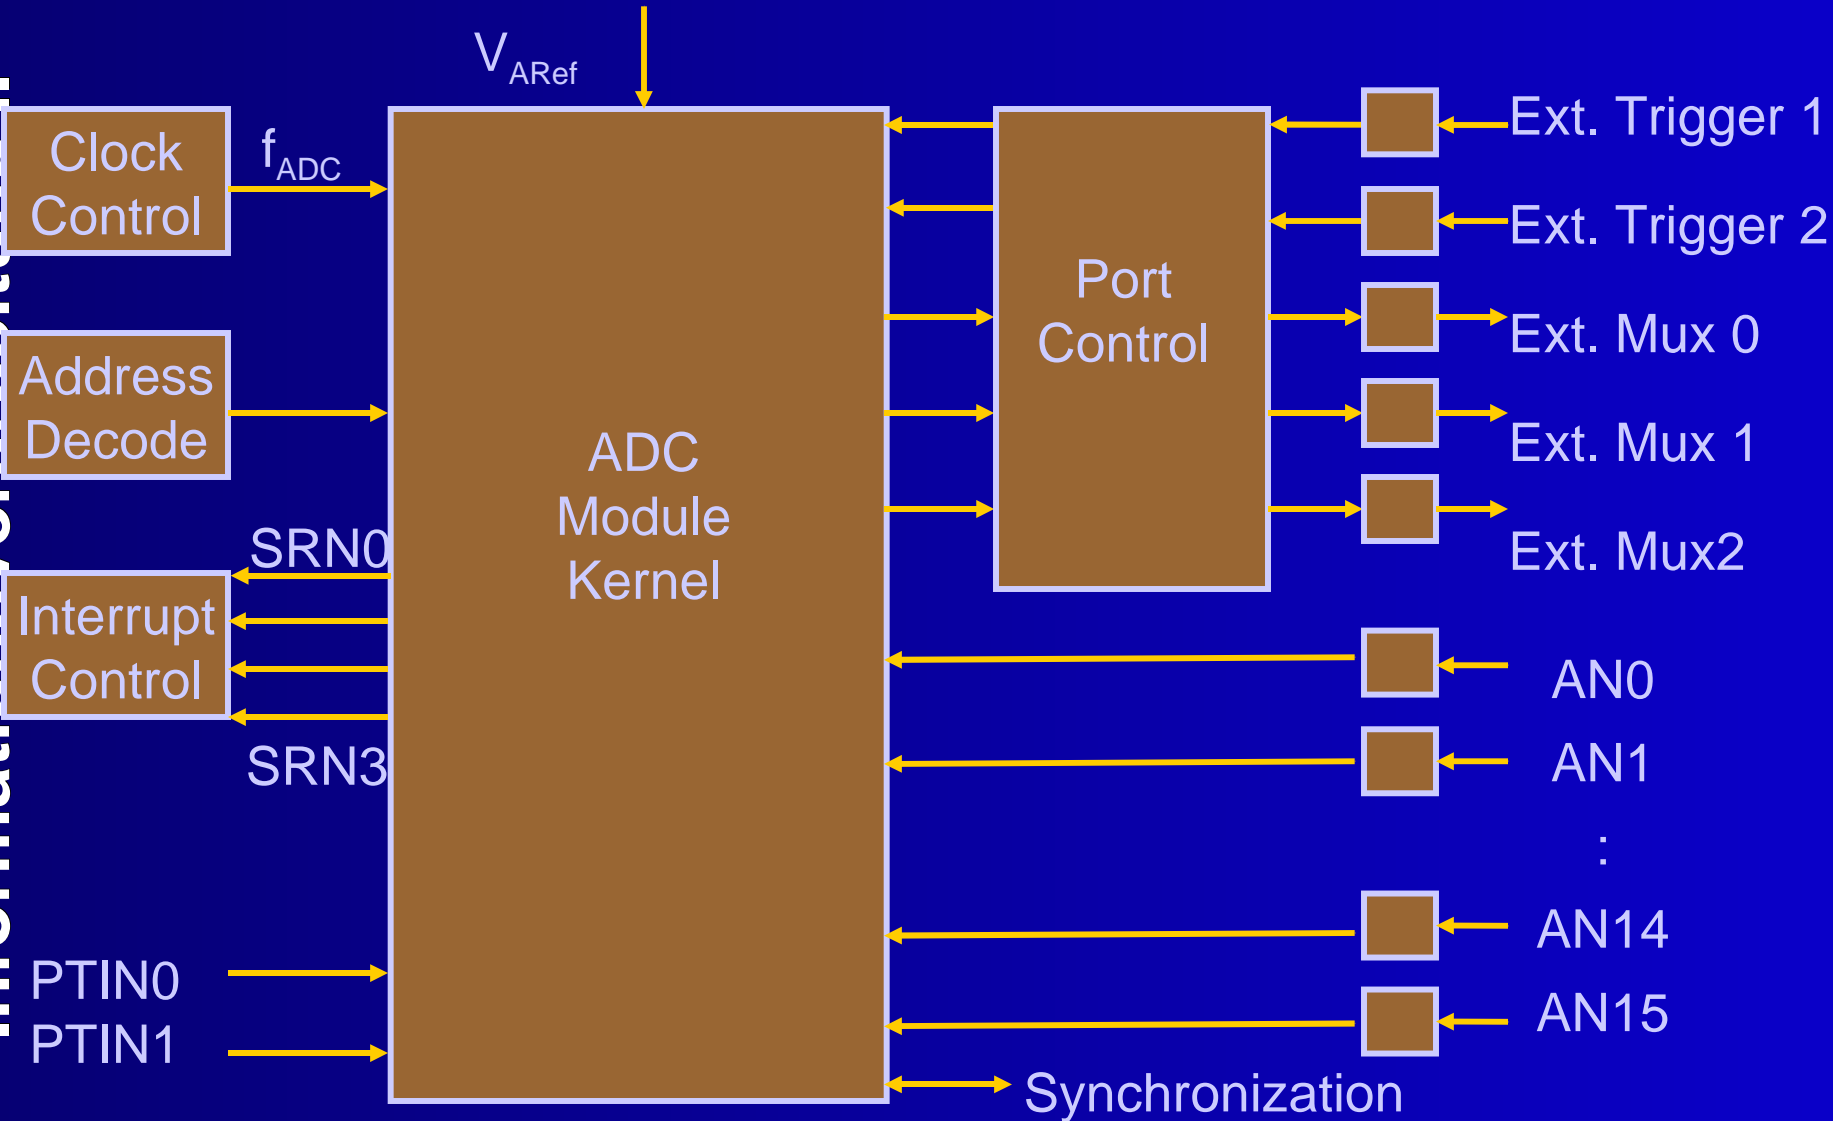 V_ARef
Clock
Control
f_ADC
Address
Decode
SRN0
Interrupt
Control
SRN3
PTIN0
PTIN1
ADC
Module
Kernel
Port
Control
Ext. Trigger 1
Ext. Trigger 2
Ext. Mux 0
Ext. Mux 1
Ext. Mux2
AN0
AN1
:
AN14
AN15
Synchronization